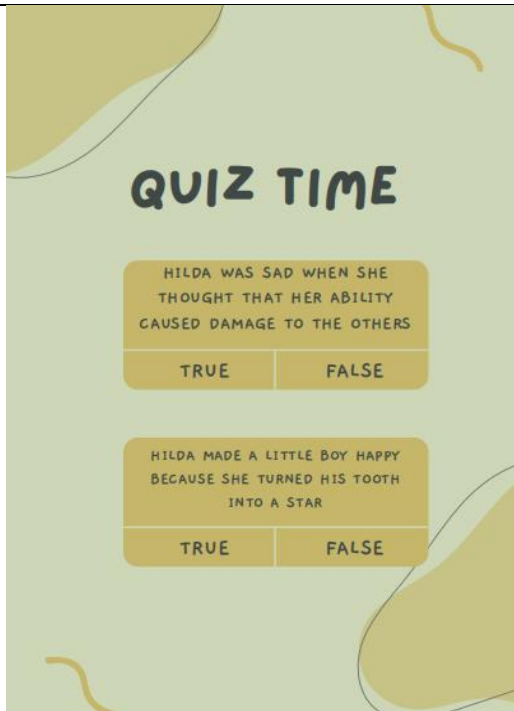 QUIZ TIME
HILDA WAS SAD WHEN SHE
THOUGHT THAT HER ABILITY
CAUSED DAMAGE TO THE OTHERS
TRUE FALSE
HILDA MADE A LITTLE BOY HAPPY
BECAUSE SHE TURNED HIS TOOTH
INTO A STAR
TRUE FALSE